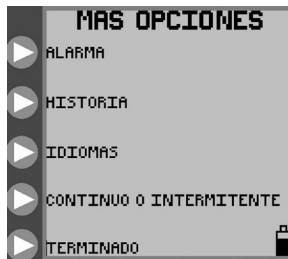 MAS OPCIONES
ALARMA
HISTORIA
IDIOMAS
CONTINUO O INTERMITENTE
TERMINADO